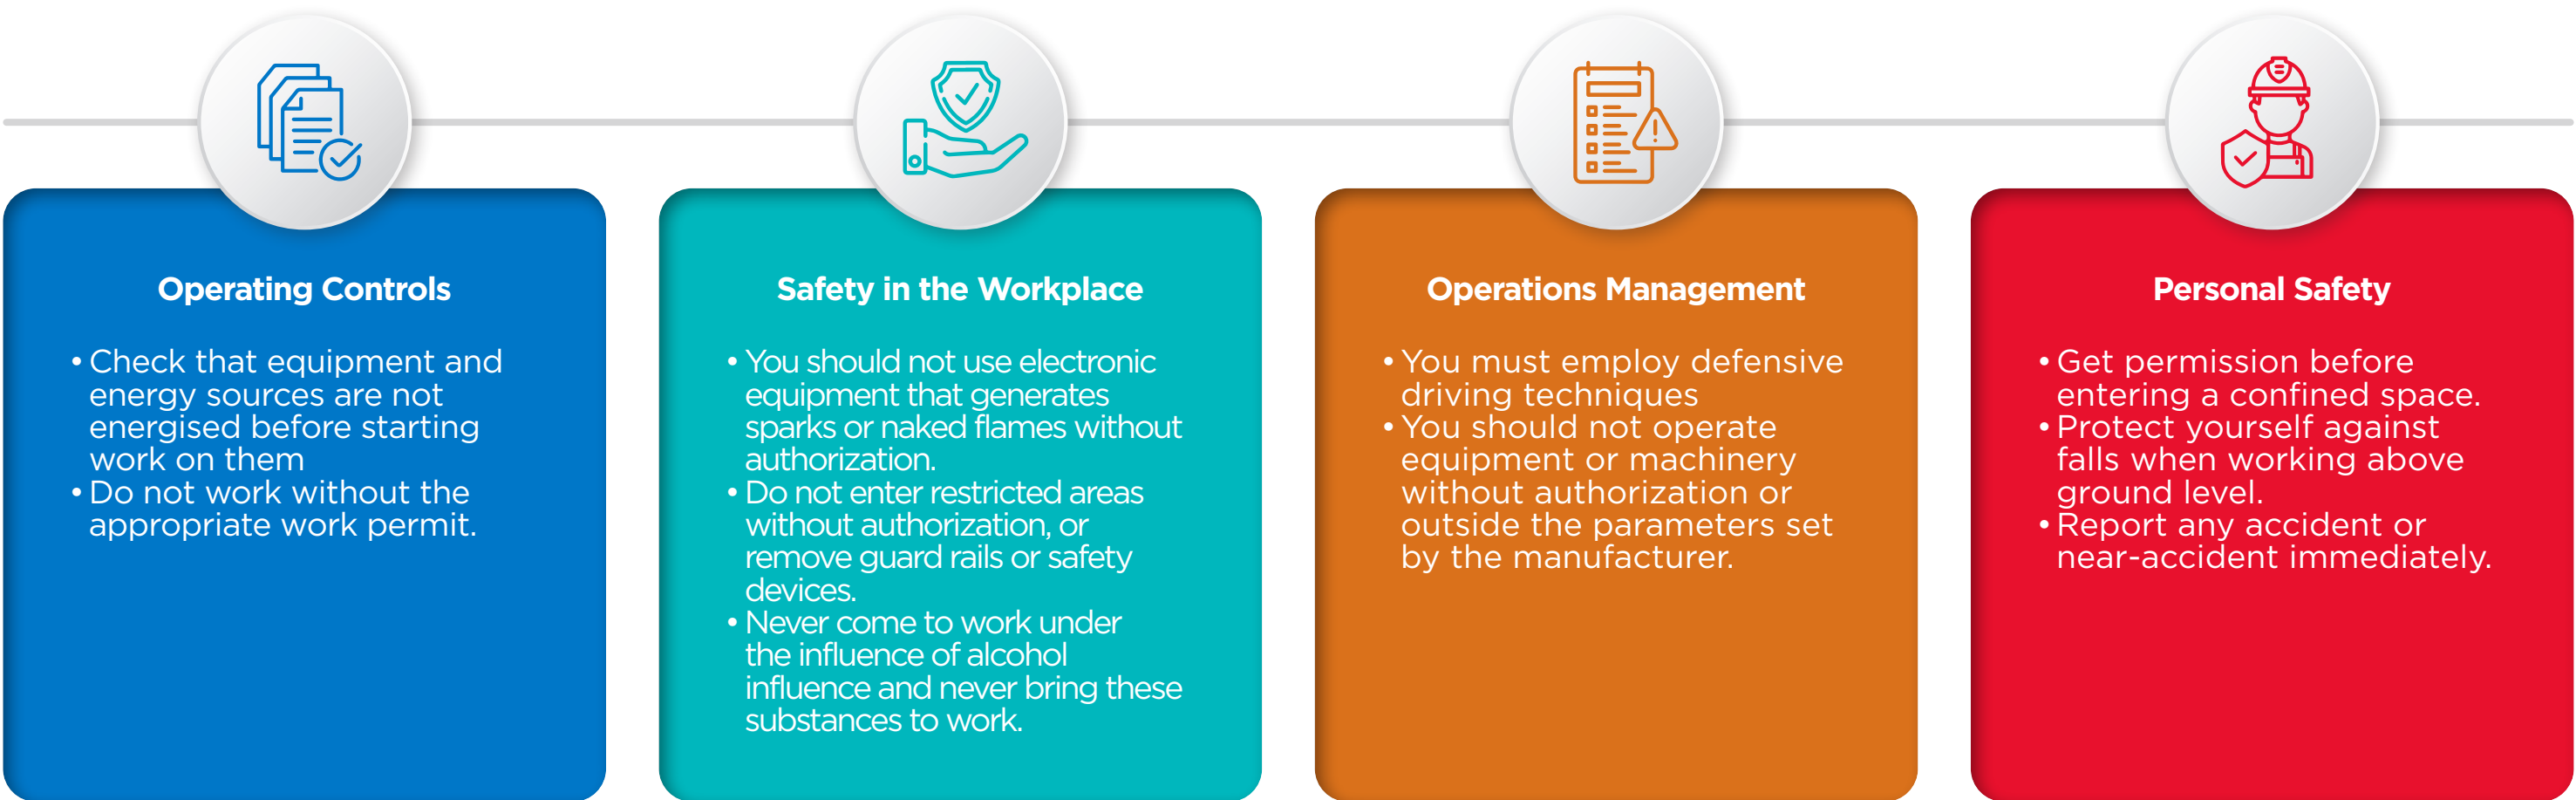 Operating Controls
• Check that equipment and
energy sources are not
energised before starting
work on them
• Do not work without the
appropriate work permit.
Safety in the Workplace
• You should not use electronic
equipment that generates
sparks or naked flames without
authorization.
• Do not enter restricted areas
without authorization, or
remove guard rails or safety
devices.
• Never come to work under
the influence of alcohol
influence and never bring these
substances to work.
Operations Management
• You must employ defensive
driving techniques
• You should not operate
equipment or machinery
without authorization or
outside the parameters set
by the manufacturer.
Personal Safety
• Get permission before
entering a confined space.
• Protect yourself against
falls when working above
ground level.
• Report any accident or
near-accident immediately.